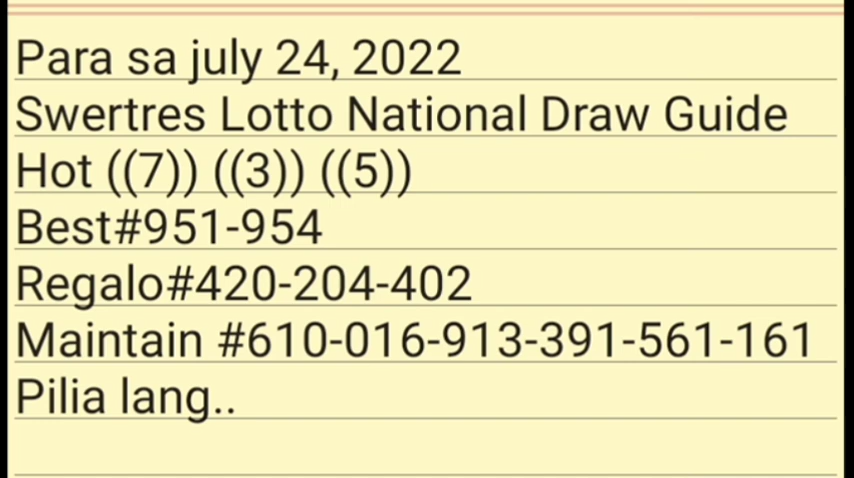 Para sa july 24, 2022
Swertres Lotto National Draw Guide
Hot ((7)) ((3)) ((5))
Best#951-954
Regalo#420-204-402
Maintain #610-016-913-391-561-161
Pilia lang..